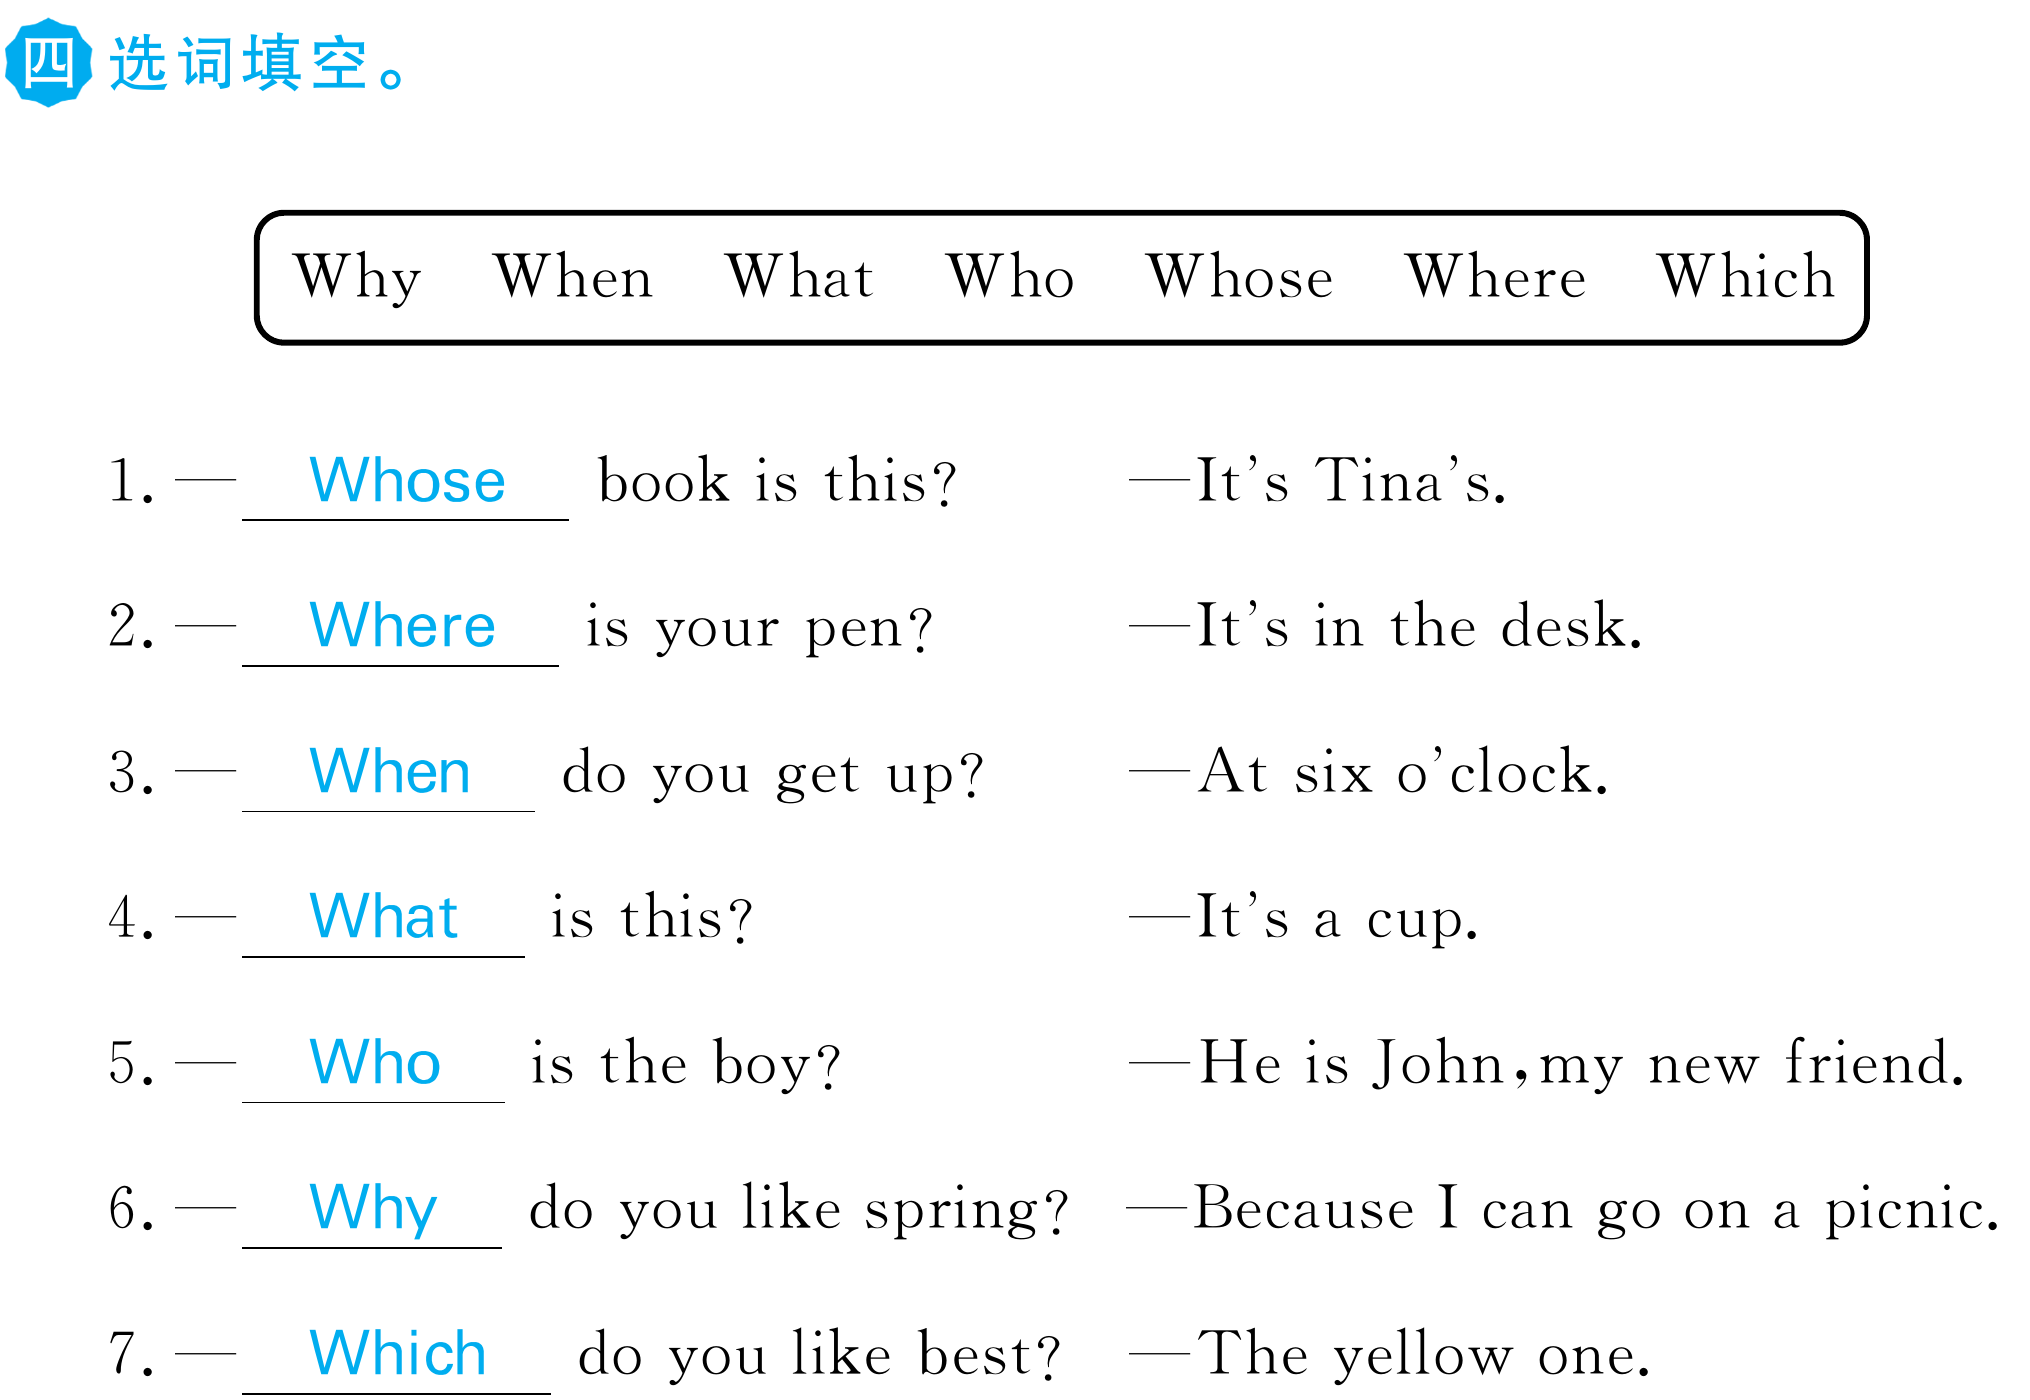 四 选词填空。
Why When What Who Whose Where Which
1. — Whose book is this? —It's Tina's.
2. — Where is your pen? —It's in the desk.
3. — When do you get up? —At six o'clock.
4. — What is this? —It's a cup.
5. — Who is the boy? —He is John,my new friend.
6. — Why do you like spring? —Because I can go on a picnic.
7. — Which do you like best? —The yellow one.